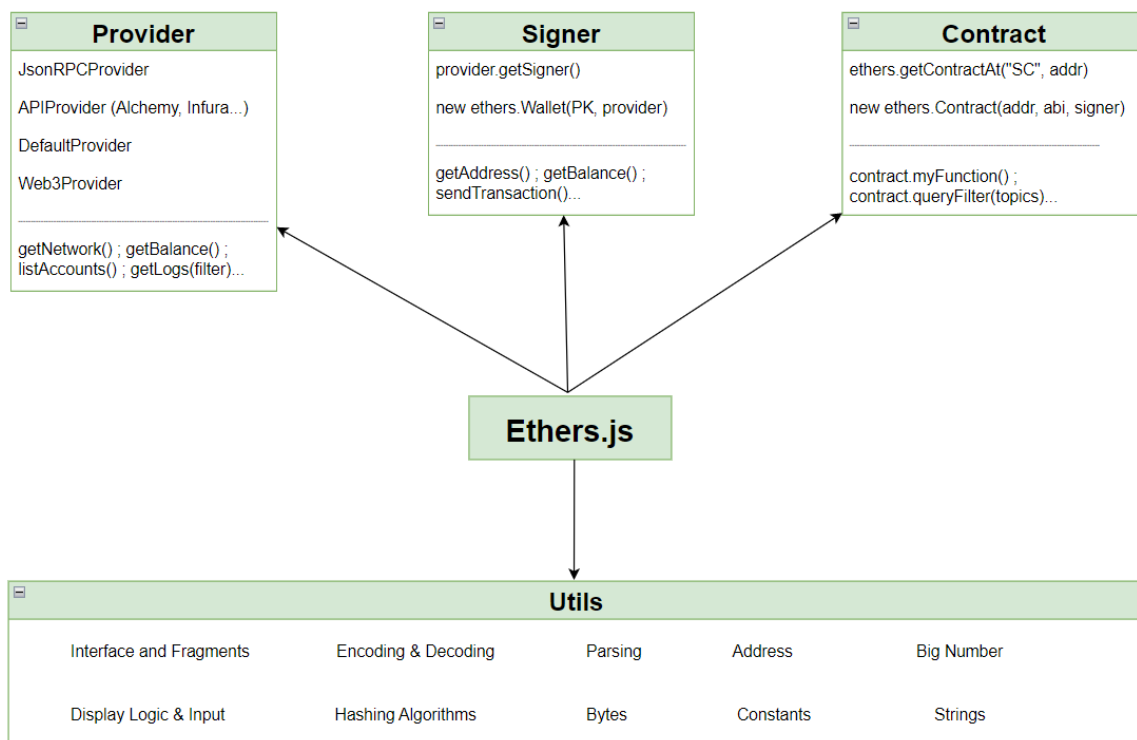 Provider
JsonRPCProvider
APIProvider (Alchemy, Infura...)
DefaultProvider
Web3Provider
getNetwork() ; getBalance() ;
listAccounts() ; getLogs(filter)...
Signer
provider.getSigner()
new ethers.Wallet(PK, provider)
getAddress() ; getBalance() ;
sendTransaction()...
Contract
ethers.getContractAt("SC", addr)
new ethers.Contract(addr, abi, signer)
contract.myFunction() ;
contract.queryFilter(topics)...
Ethers.js
Utils
Interface and Fragments
Encoding & Decoding
Parsing
Address
Big Number
Display Logic & Input
Hashing Algorithms
Bytes
Constants
Strings